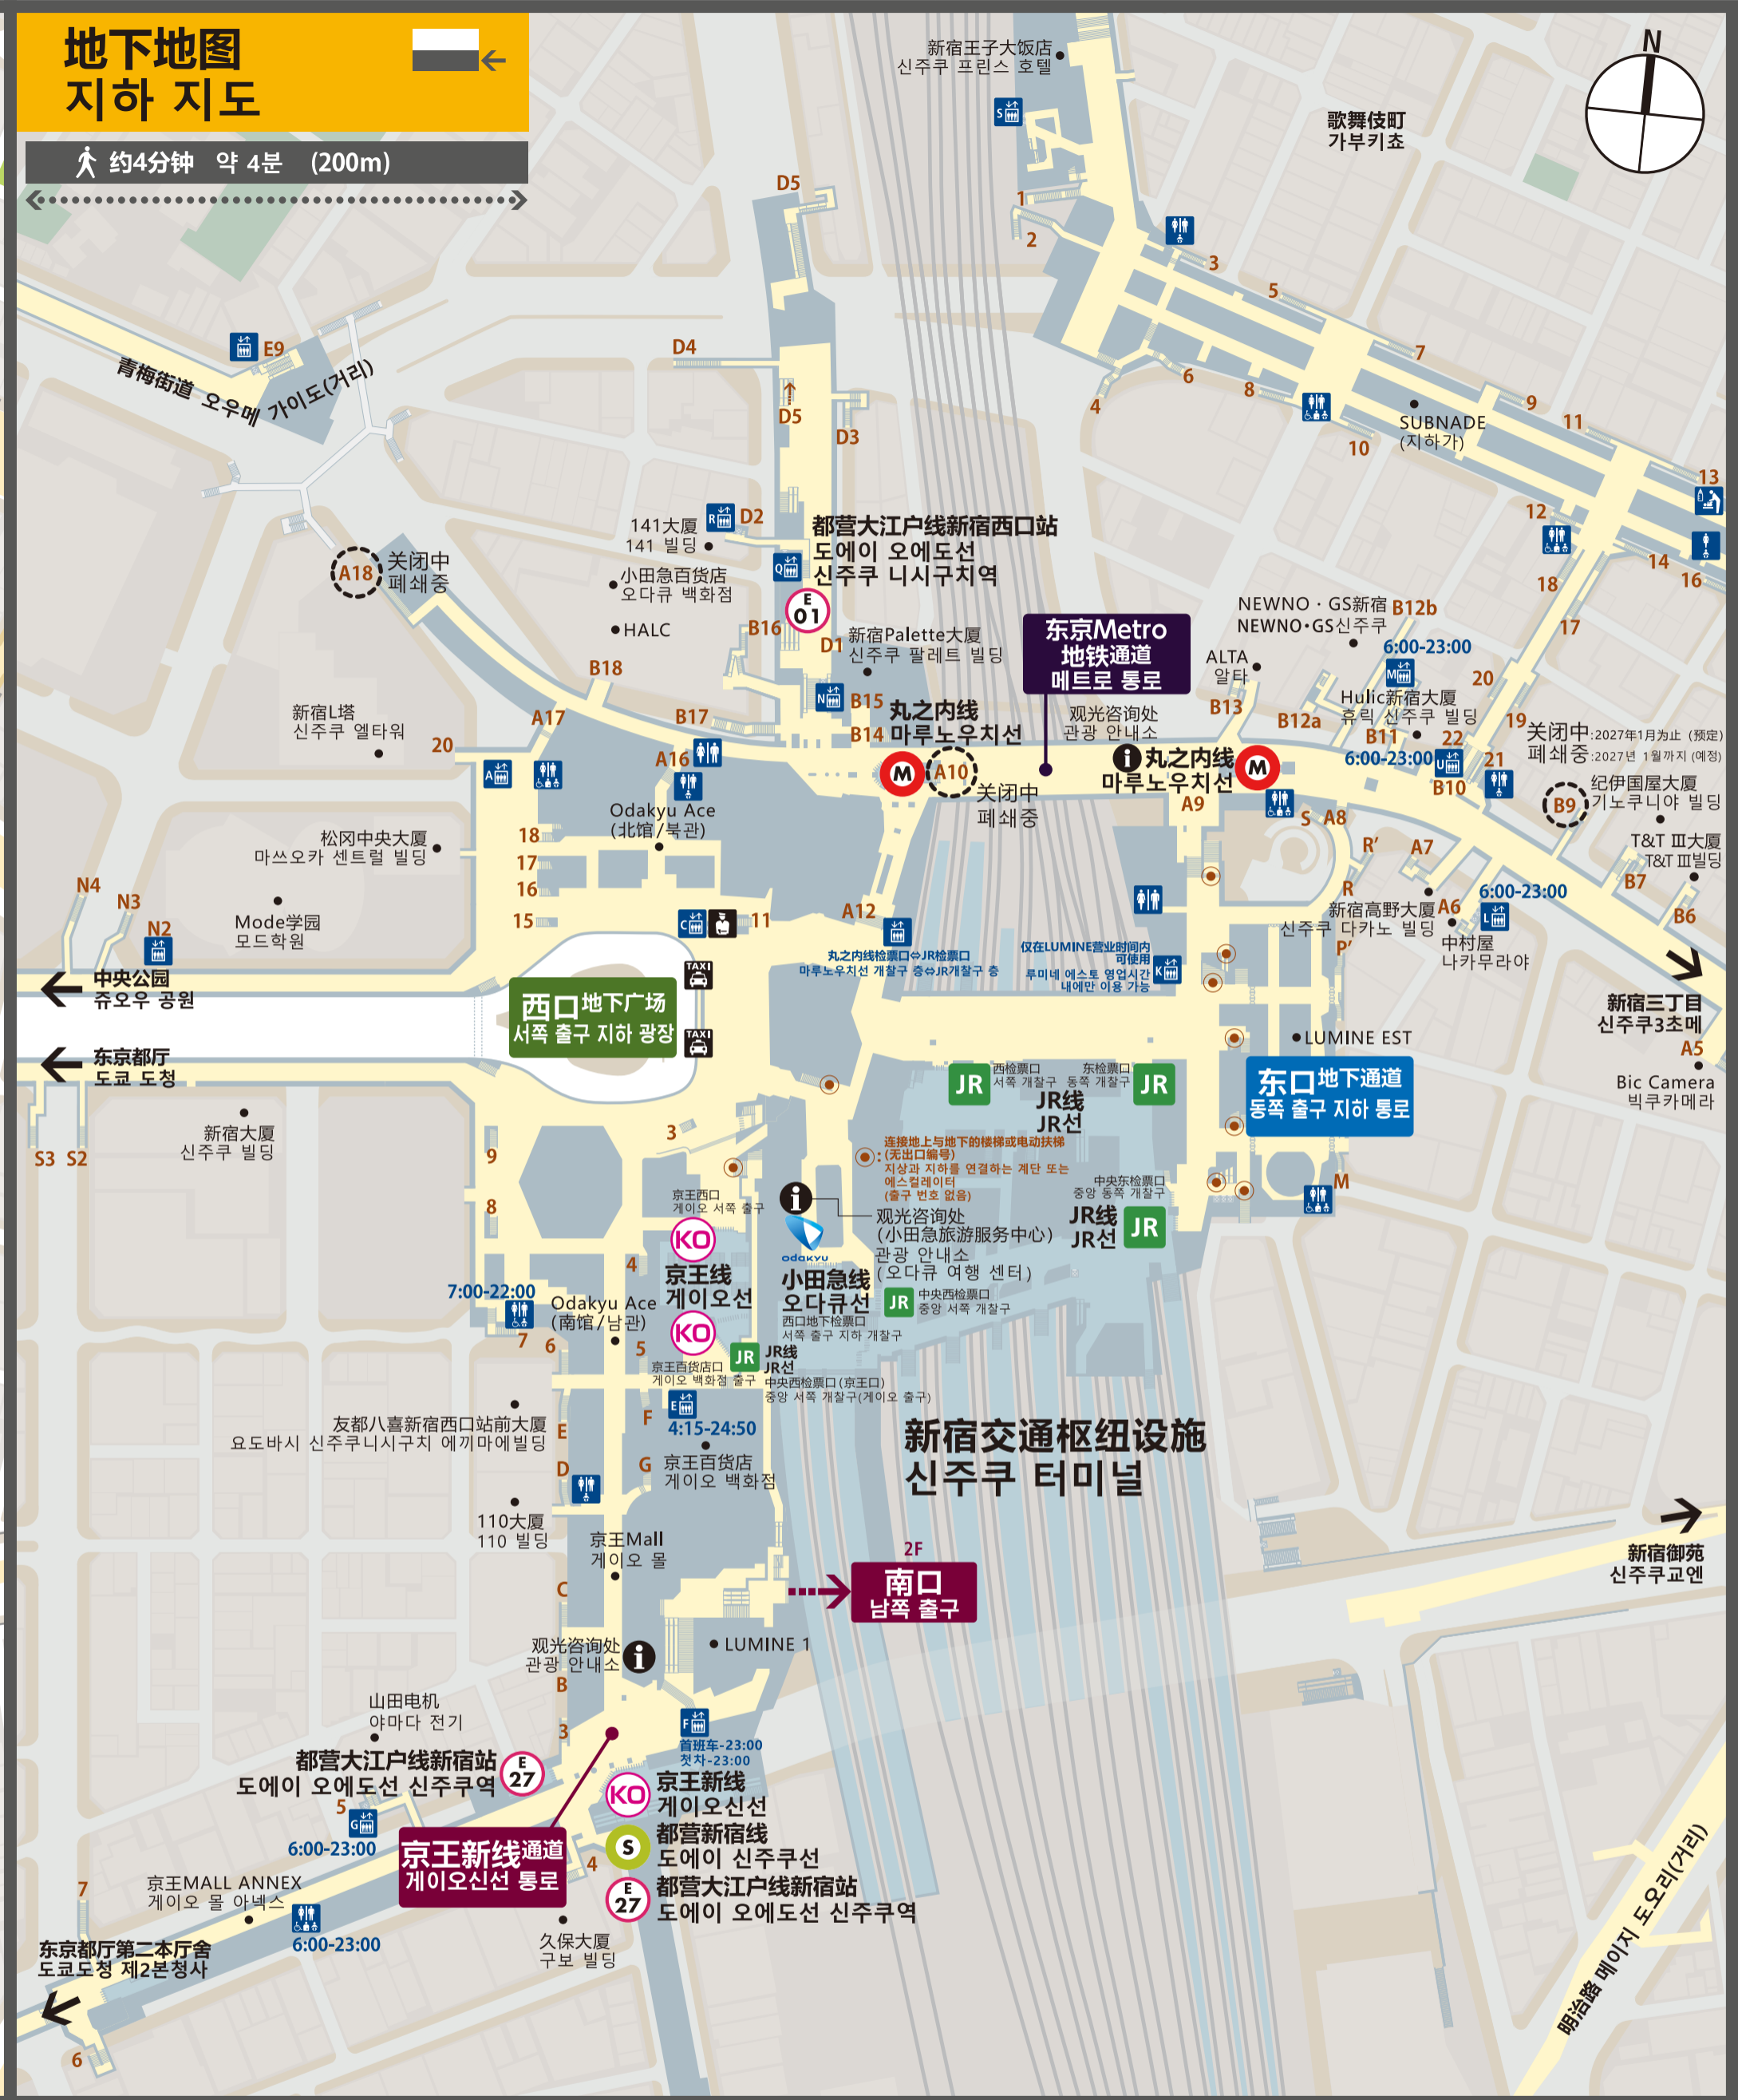 地下地图
지하 지도
约4分钟 약 4분 (200m)
N
新宿王子大饭店
신주쿠 프린스 호텔
S
歌舞伎町
가부키쵸
D5
1
2
3
5
E9
青梅街道 오우메 가이도(거리)
D4
D5
D3
7
6
8
4
9
11
SUBNADE
(지하가)
10
13
12
14
16
18
17
141大厦
141 빌딩
R
D2
都营大江户线新宿西口站
도에이 오에도선
신주쿠 니시구치역
Q
E
01
A18
关闭中
폐쇄중
小田急百货店
오다큐 백화점
HALC
B16
D1
新宿Palette大厦
신주쿠 팔레트 빌딩
东京Metro
地铁通道
메트로 통로
NEWNO・GS新宿
NEWNO•GS신주쿠
B12b
6:00-23:00
M
ALTA
알타
20
B18
N
B15
B17
B14
丸之内线
마루노우치선
观光咨询处
관광 안내소
B13
B12a
Hulic新宿大厦
휴릭 신주쿠 빌딩
19
B11
22
关闭中:2027年1月为止 (预定)
폐쇄중:2027년 1월까지 (예정)
6:00-23:00
U
21
B10
新宿L塔
신주쿠 엘타워
20
A17
A
A16
M
A10
关闭中
폐쇄중
丸之内线
마루노우치선
M
A9
S
A8
B9
纪伊国屋大厦
기노쿠니야 빌딩
Odakyu Ace
(北馆/북관)
松冈中央大厦
마쓰오카 센트럴 빌딩
18
17
16
15
R'
A7
T&T III大厦
T&T III빌딩
B7
B6
N4
N3
N2
Mode学园
모드학원
C
11
A12
R
新宿高野大厦
신주쿠 다카노 빌딩
A6
6:00-23:00
L
中村屋
나카무라야
P'
丸之内线检票口⇔JR检票口
마루노우치선 개찰구 층⇔JR개찰구 층
仅在LUMINE营业时间内
可使用
루미네 에스토 영업시간
내에만 이용 가능
K
中央公园
쥬오우 공원
西口地下广场
서쪽 출구 지하 광장
TAXI
TAXI
东京都厅
도쿄 도청
新宿三丁目
신주쿠3초메
A5
Bic Camera
빅쿠카메라
LUMINE EST
东口地下通道
동쪽 출구 지하 통로
JR
西检票口
서쪽 개찰구
东检票口
동쪽 개찰구
JR
JR线
JR선
新宿大厦
신주쿠 빌딩
S3
S2
3
9
8
连接地上与地下的楼梯或电动扶梯
:(无出口编号)
지상과 지하를 연결하는 계단 또는
에스컬레이터
(출구 번호 없음)
中央东检票口
중앙 동쪽 개찰구
JR线
JR선
JR
M
京王西口
게이오 서쪽 출구
KO
京王线
게이오선
KO
odakyu
观光咨询处
(小田急旅游服务中心)
관광 안내소
(오다큐 여행 센터)
小田急线
오다큐선
西口地下检票口
서쪽 출구 지하 개찰구
JR
中央西检票口
중앙 서쪽 개찰구
4
7:00-22:00
7
Odakyu Ace
(南馆/남관)
6
5
京王百货店口
게이오 백화점 출구
JR
JR线
JR선
中央西检票口(京王口)
중앙 서쪽 개찰구(게이오 출구)
E
4:15-24:50
友都八喜新宿西口站前大厦
요도바시 신주쿠니시구치 에끼마에빌딩
E
F
D
G
京王百货店
게이오 백화점
新宿交通枢纽设施
신주쿠 터미널
110大厦
110 빌딩
京王Mall
게이오 몰
C
2F
南口
남쪽 출구
新宿御苑
신주쿠교엔
观光咨询处
관광 안내소
LUMINE 1
B
3
山田电机
야마다 전기
F
首班车-23:00
첫차-23:00
都营大江户线新宿站
도에이 오에도선 신주쿠역
E
27
5
G
6:00-23:00
京王新线通道
게이오신선 통로
KO
京王新线
게이오신선
S
都营新宿线
도에이 신주쿠선
4
E
27
都营大江户线新宿站
도에이 오에도선 신주쿠역
7
京王MALL ANNEX
게이오 몰 아넥스
6:00-23:00
久保大厦
구보 빌딩
东京都厅第二本厅舍
도쿄도청 제2본청사
6
明治路 메이지 도오리(거리)